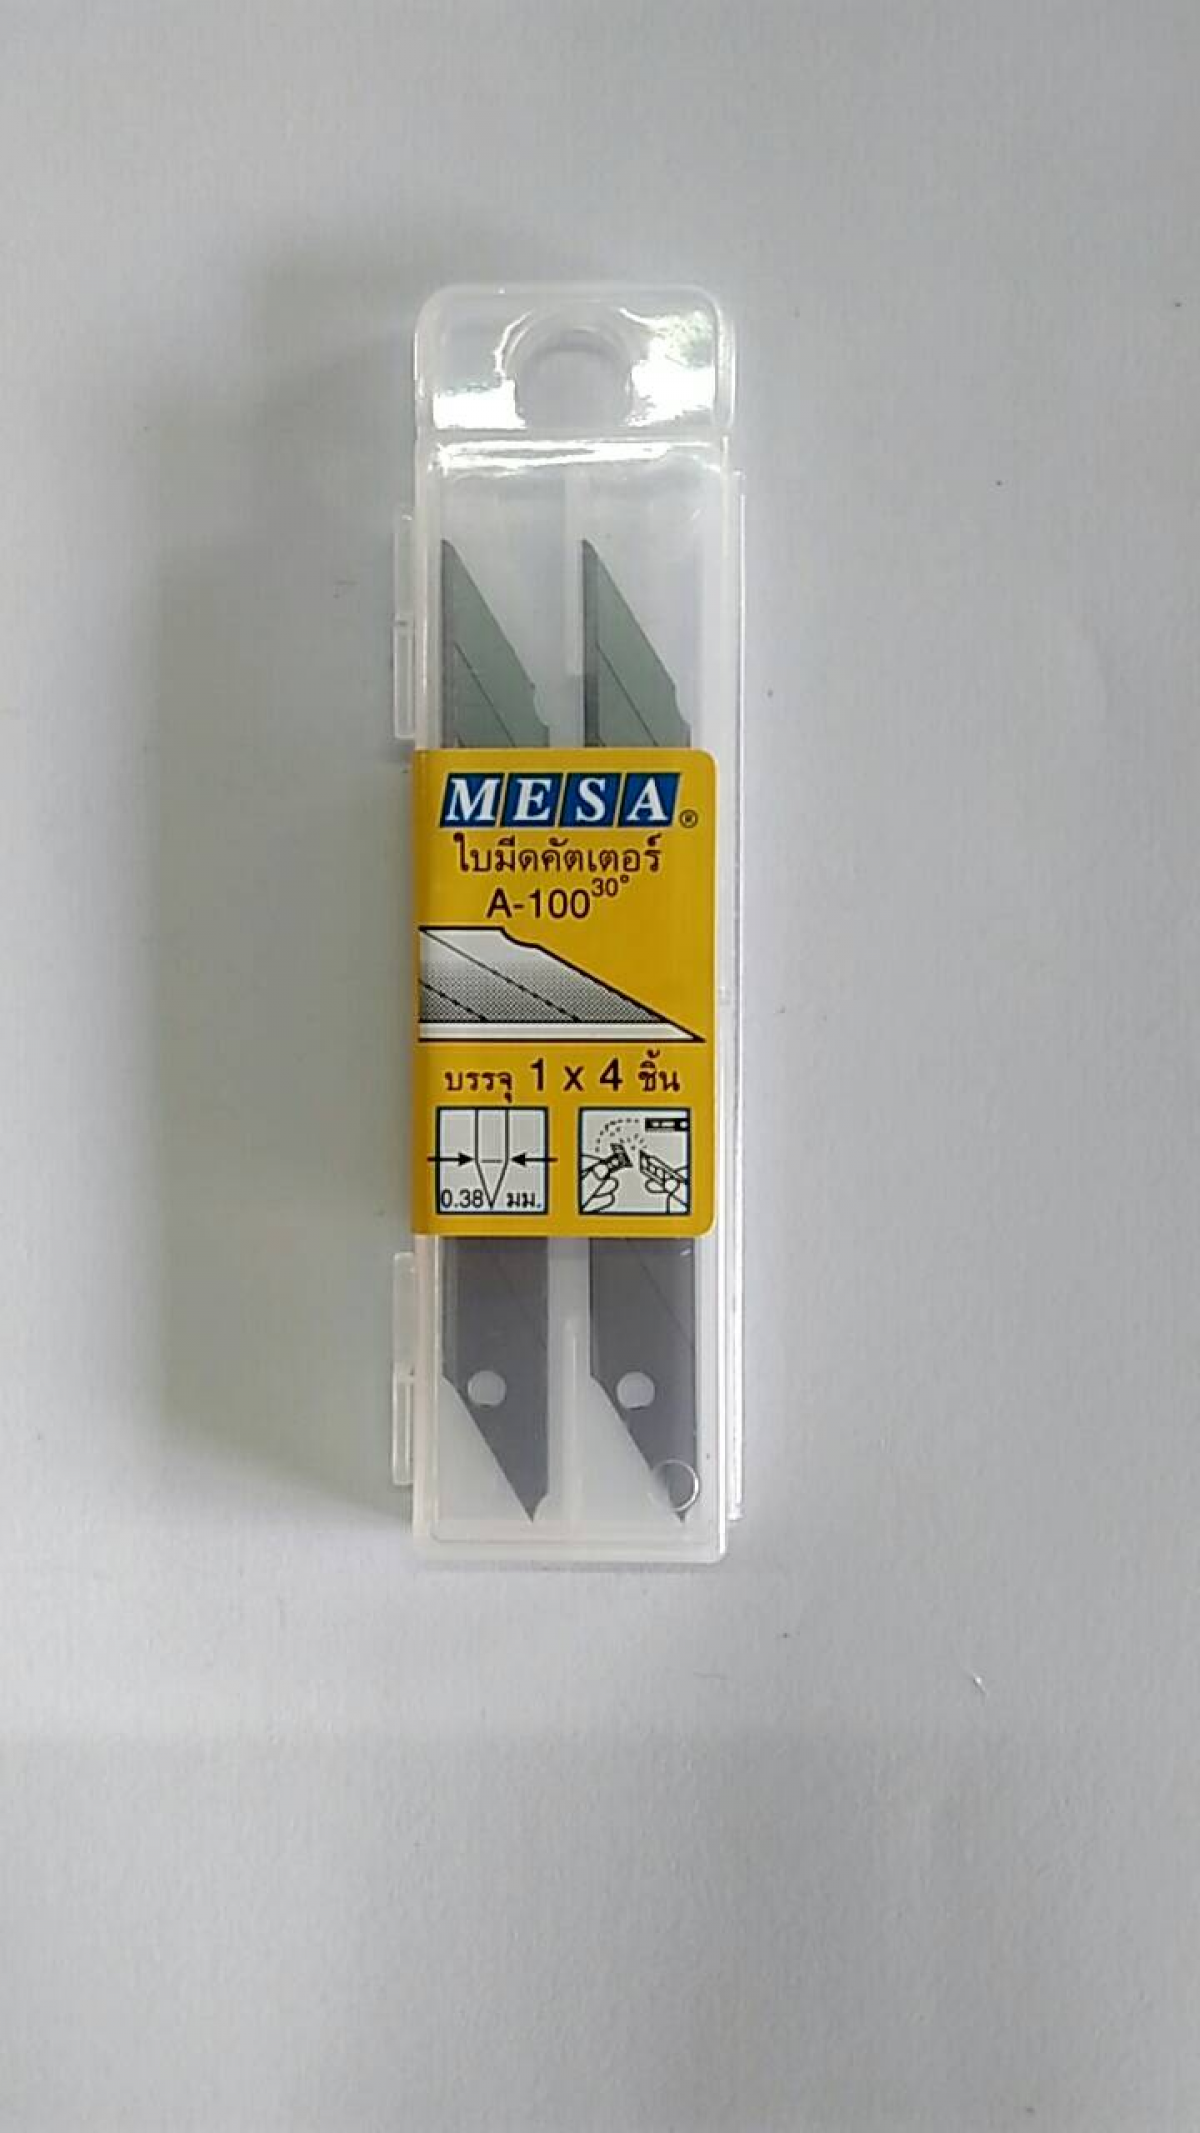 MESA®
ใบมีดคัตเตอร์
A-100 30°
บรรจุ 1 x 4 ชิ้น
0.38 มม.